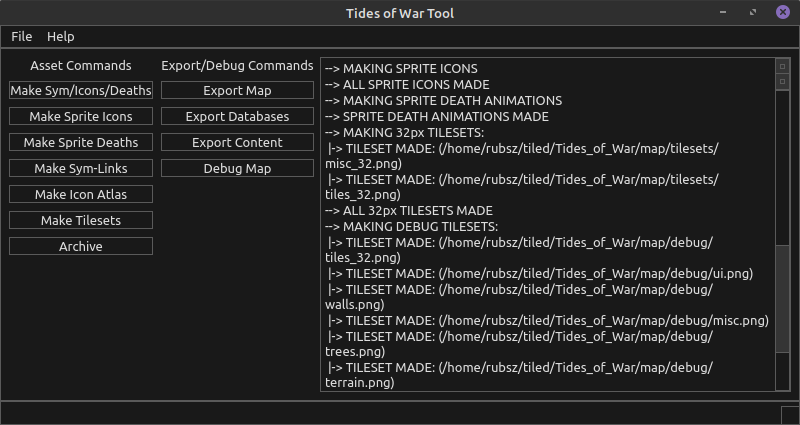 Tides of War Tool
File Help
Asset Commands
Make Sym/Icons/Deaths
Make Sprite Icons
Make Sprite Deaths
Make Sym-Links
Make Icon Atlas
Make Tilesets
Archive
Export/Debug Commands
Export Map
Export Databases
Export Content
Debug Map
--> MAKING SPRITE ICONS
--> ALL SPRITE ICONS MADE
--> MAKING SPRITE DEATH ANIMATIONS
--> SPRITE DEATH ANIMATIONS MADE
--> MAKING 32px TILESETS:
|-> TILESET MADE: (/home/rubsz/tiled/Tides_of_War/map/tilesets/
misc_32.png)
|-> TILESET MADE: (/home/rubsz/tiled/Tides_of_War/map/tilesets/
tiles_32.png)
--> ALL 32px TILESETS MADE
--> MAKING DEBUG TILESETS:
|-> TILESET MADE: (/home/rubsz/tiled/Tides_of_War/map/debug/
tiles_32.png)
|-> TILESET MADE: (/home/rubsz/tiled/Tides_of_War/map/debug/ui.png)
|-> TILESET MADE: (/home/rubsz/tiled/Tides_of_War/map/debug/
walls.png)
|-> TILESET MADE: (/home/rubsz/tiled/Tides_of_War/map/debug/misc.png)
|-> TILESET MADE: (/home/rubsz/tiled/Tides_of_War/map/debug/
trees.png)
|-> TILESET MADE: (/home/rubsz/tiled/Tides_of_War/map/debug/
terrain.png)